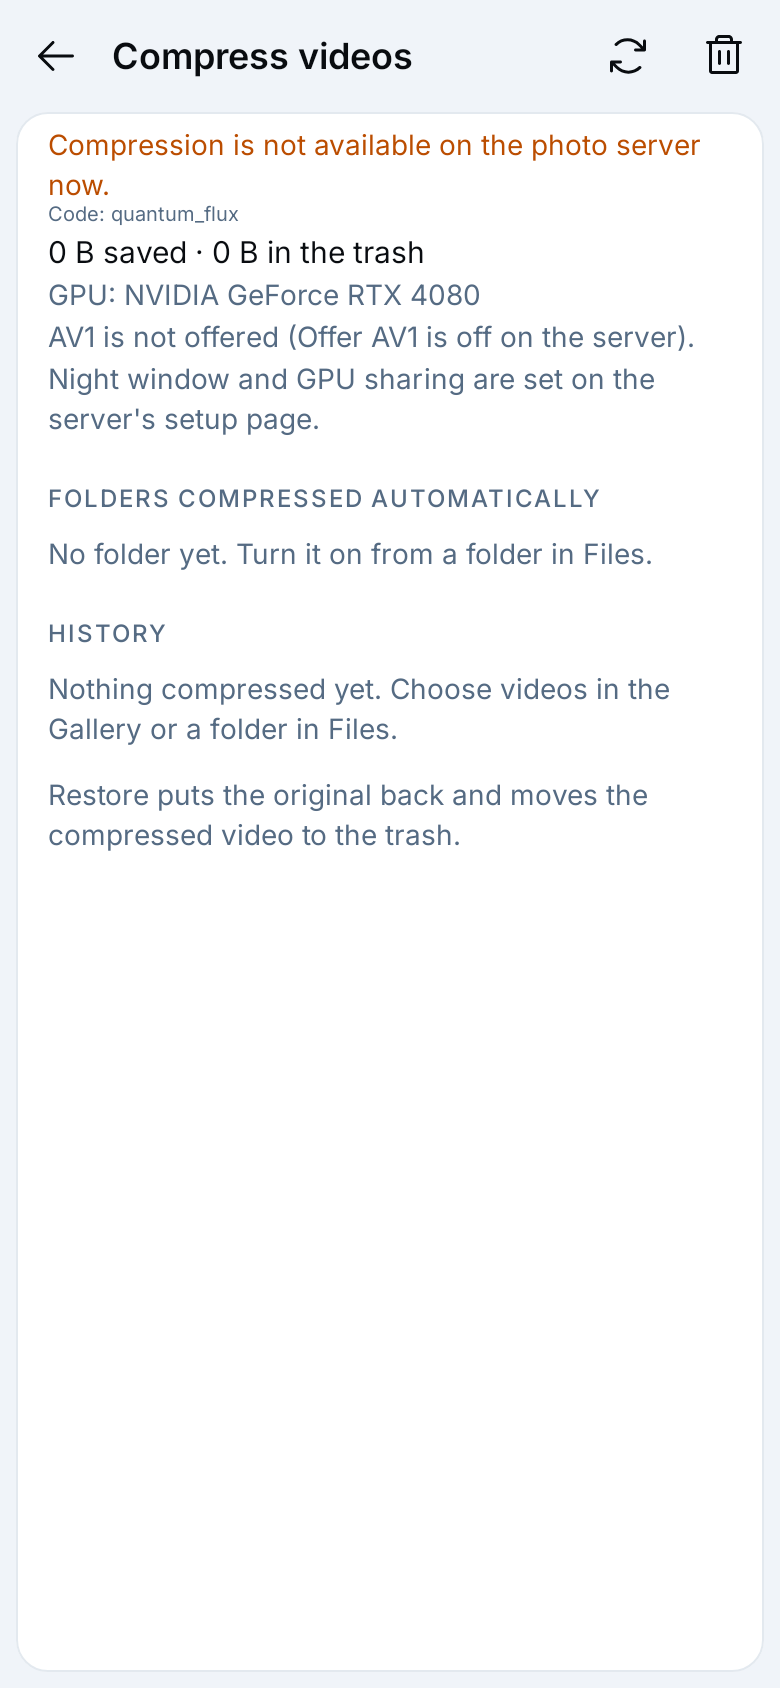 Compress videos
Compression is not available on the photo server
now.
Code: quantum_flux
0 B saved · 0 B in the trash
GPU: NVIDIA GeForce RTX 4080
AV1 is not offered (Offer AV1 is off on the server).
Night window and GPU sharing are set on the
server's setup page.
FOLDERS COMPRESSED AUTOMATICALLY
No folder yet. Turn it on from a folder in Files.
HISTORY
Nothing compressed yet. Choose videos in the
Gallery or a folder in Files.
Restore puts the original back and moves the
compressed video to the trash.